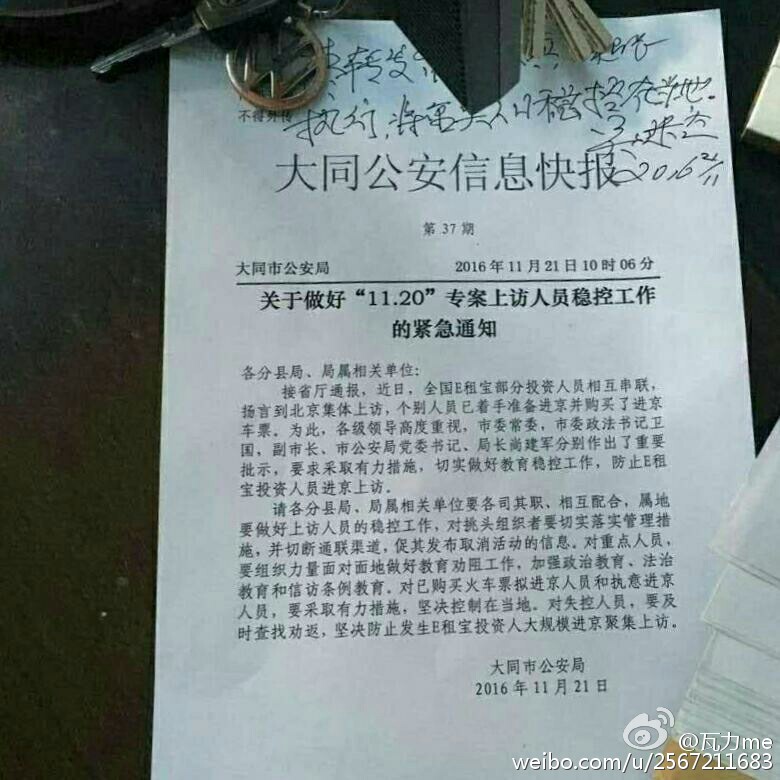 转发
不得外传
执行,将重点人口稳控在当地。
2016 21/11
大同公安信息快报
第 37 期
大同市公安局 2016 年 11 月 21 日 10 时 06 分
关于做好“11.20”专案上访人员稳控工作
的紧急通知
各分县局、局属相关单位:
接省厅通报,近日,全国E租宝部分投资人员相互串联,
扬言到北京集体上访,个别人员已着手准备进京并购买了进京
车票。为此,各级领导高度重视,市委常委,市委政法书记卫
国,副市长、市公安局党委书记、局长尚建军分别作出了重要
批示,要求采取有力措施,切实做好教育稳控工作,防止E租
宝投资人员进京上访。
请各分县局、局属相关单位要各司其职、相互配合,属地
要做好上访人员的稳控工作,对挑头组织者要切实落实管理措
施,并切断通联渠道,促其发布取消活动的信息。对重点人员,
要组织力量面对面地做好教育劝阻工作,加强政治教育、法治
教育和信访条例教育。对已购买火车票拟进京人员和执意进京
人员,要采取有力措施,坚决控制在当地。对失控人员,要及
时查找劝返,坚决防止发生E租宝投资人大规模进京聚集上访。
大同市公安局
2016 年 11 月 21 日
@瓦力me
weibo.com/u/2567211683